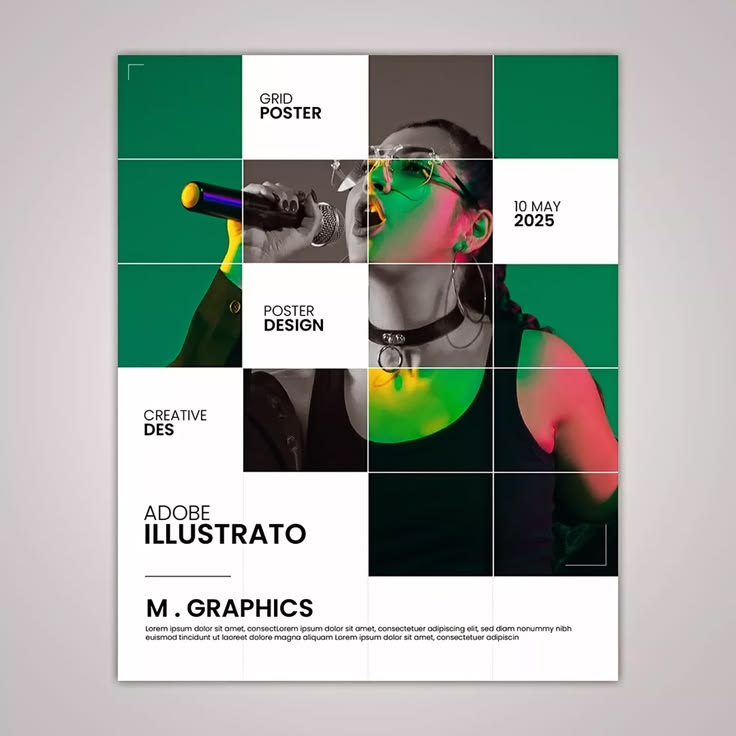 GRID
POSTER
10 MAY
2025
POSTER
DESIGN
CREATIVE
DES
ADOBE
ILLUSTRATO
M . GRAPHICS
Lorem ipsum dolor sit amet, consectLorem ipsum dolor sit amet, consectetuer adipiscing elit, sed diam nonummy nibh
euismod tincidunt ut laoreet dolore magna aliquam Lorem ipsum dolor sit amet, consectetuer adipiscin